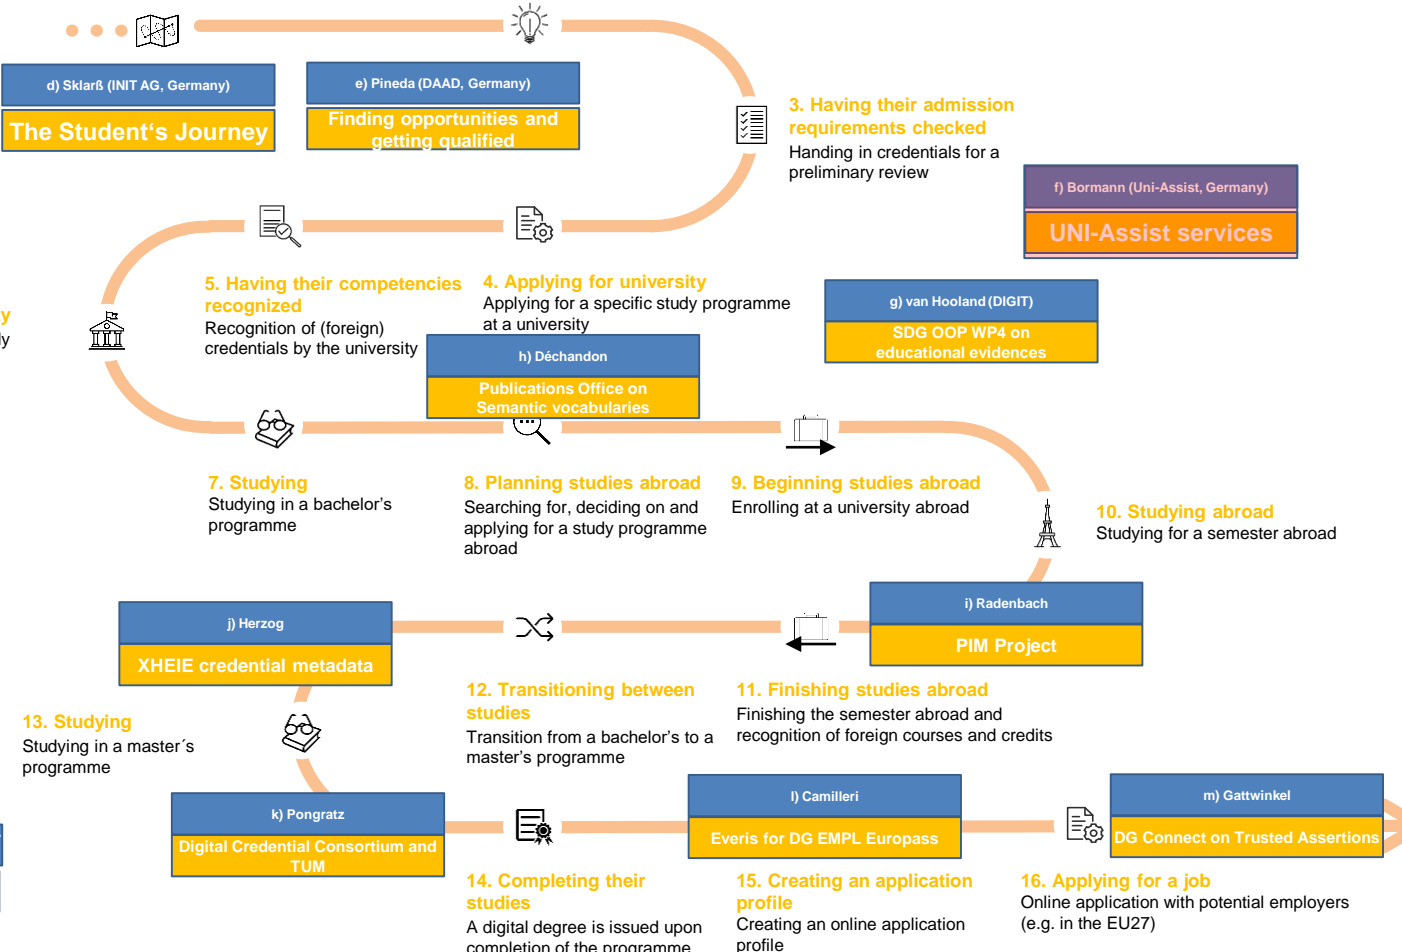 d) Sklarß (INIT AG, Germany)
The Student‘s Journey
e) Pineda (DAAD, Germany)
Finding opportunities and
getting qualified
3. Having their admission
requirements checked
Handing in credentials for a
preliminary review
f) Bormann (Uni-Assist, Germany)
UNI-Assist services
5. Having their competencies
recognized
Recognition of (foreign)
credentials by the university
4. Applying for university
Applying for a specific study programme
at a university
g) van Hooland (DIGIT)
SDG OOP WP4 on
educational evidences
h) Déchandon
Publications Office on
Semantic vocabularies
y
ly
7. Studying
Studying in a bachelor’s
programme
8. Planning studies abroad
Searching for, deciding on and
applying for a study programme
abroad
9. Beginning studies abroad
Enrolling at a university abroad
10. Studying abroad
Studying for a semester abroad
i) Radenbach
PIM Project
j) Herzog
XHEIE credential metadata
12. Transitioning between
studies
Transition from a bachelor’s to a
master’s programme
11. Finishing studies abroad
Finishing the semester abroad and
recognition of foreign courses and credits
13. Studying
Studying in a master´s
programme
k) Pongratz
Digital Credential Consortium and
TUM
l) Camilleri
Everis for DG EMPL Europass
m) Gattwinkel
DG Connect on Trusted Assertions
14. Completing their
studies
A digital degree is issued upon
completion of the programme
15. Creating an application
profile
Creating an online application
profile
16. Applying for a job
Online application with potential employers
(e.g. in the EU27)